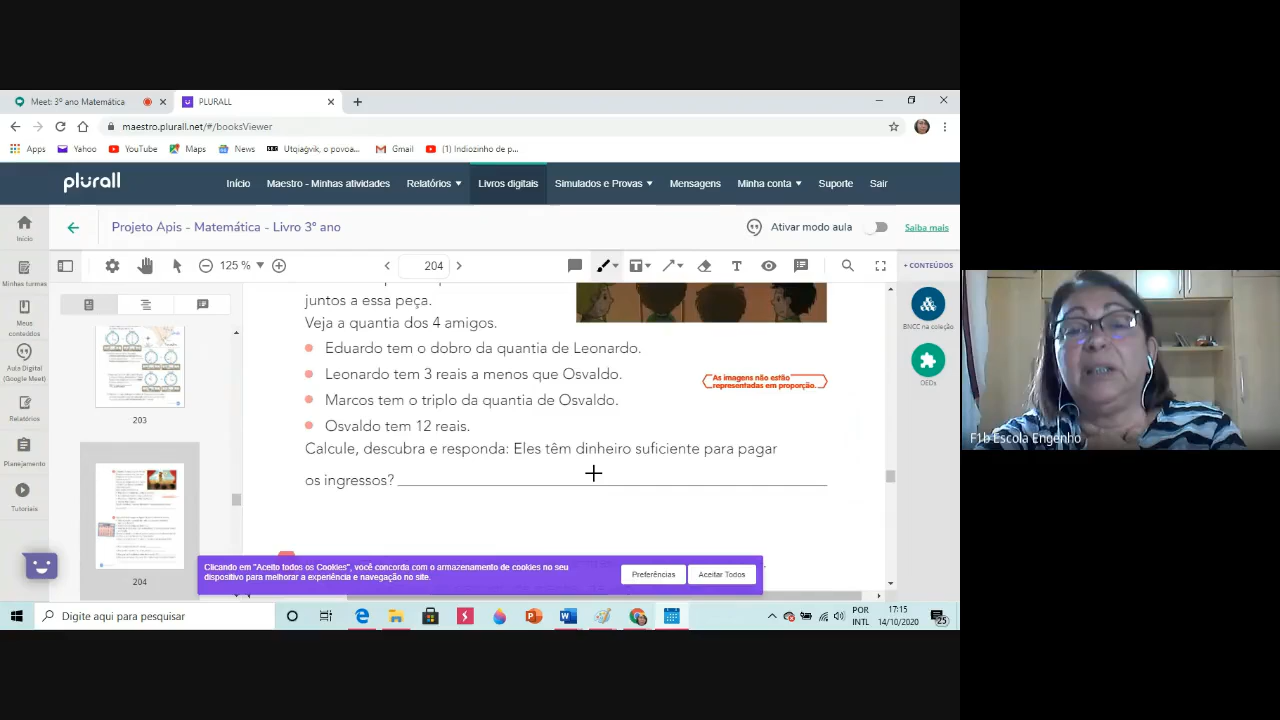 Meet: 3º ano Matemática
PLURALL
maestro.plurall.net/#/booksViewer
Apps Yahoo YouTube Maps News Utqiaġvik, o povoa... Gmail (1) Indiozinho de p...
plurall Início Maestro - Minhas atividades Relatórios Livros digitais Simulados e Provas Mensagens Minha conta Suporte Sair
Início
Projeto Apis - Matemática - Livro 3º ano
Ativar modo aula Saiba mais
125 % 204
+ CONTEÚDOS
Minhas turmas
Meus conteúdos
Aula Digital (Google Meet)
Relatórios
Planejamento
Tutoriais
203
204
juntos a essa peça.
Veja a quantia dos 4 amigos.
Eduardo tem o dobro da quantia de Leonardo.
Leonardo tem 3 reais a menos que Osvaldo.
As imagens não estão
representadas em proporção.
Marcos tem o triplo da quantia de Osvaldo.
Osvaldo tem 12 reais.
Calcule, descubra e responda: Eles têm dinheiro suficiente para pagar
os ingressos?
BNCC na coleção
OEDs
Clicando em "Aceito todos os Cookies", você concorda com o armazenamento de cookies no seu
dispositivo para melhorar a experiência e navegação no site.
Preferências Aceitar Todos
Digite aqui para pesquisar
POR
INTL
17:15
14/10/2020
25
F1b Escola Engenho